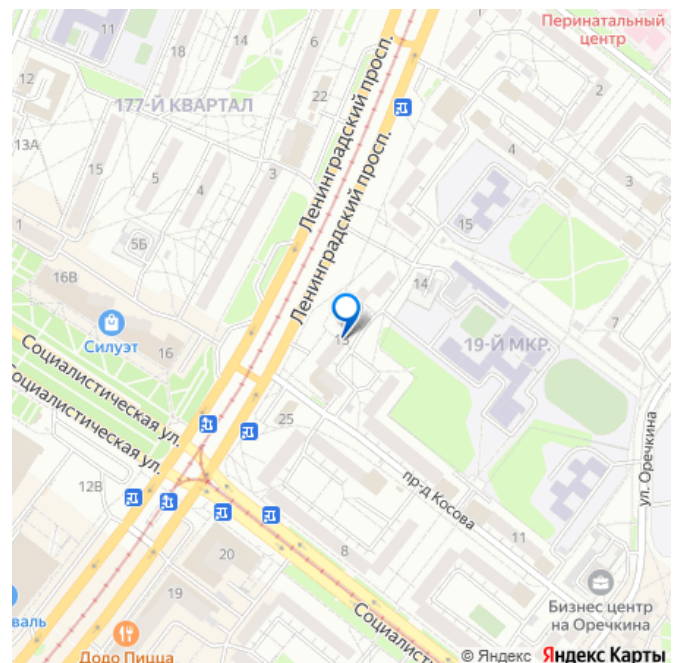 Перинатальный
центр
11
14
18
6
12
22
2
177-Й КВАРТАЛ
13А
15
5
4
3
4
3
Ленинградский просп.
Ленинградский просп.
1
5Б
15
16В
14
Силуэт
16
13
19-Й МКР.
7
Социалистическая ул.
Социалистическая ул.
25
12В
пр-д Косова
ул. Оречкина
20
8
11
19
Бизнес центр
на Оречкина
валь
Додо Пицца
Социалис
© Яндекс Яндекс Карты